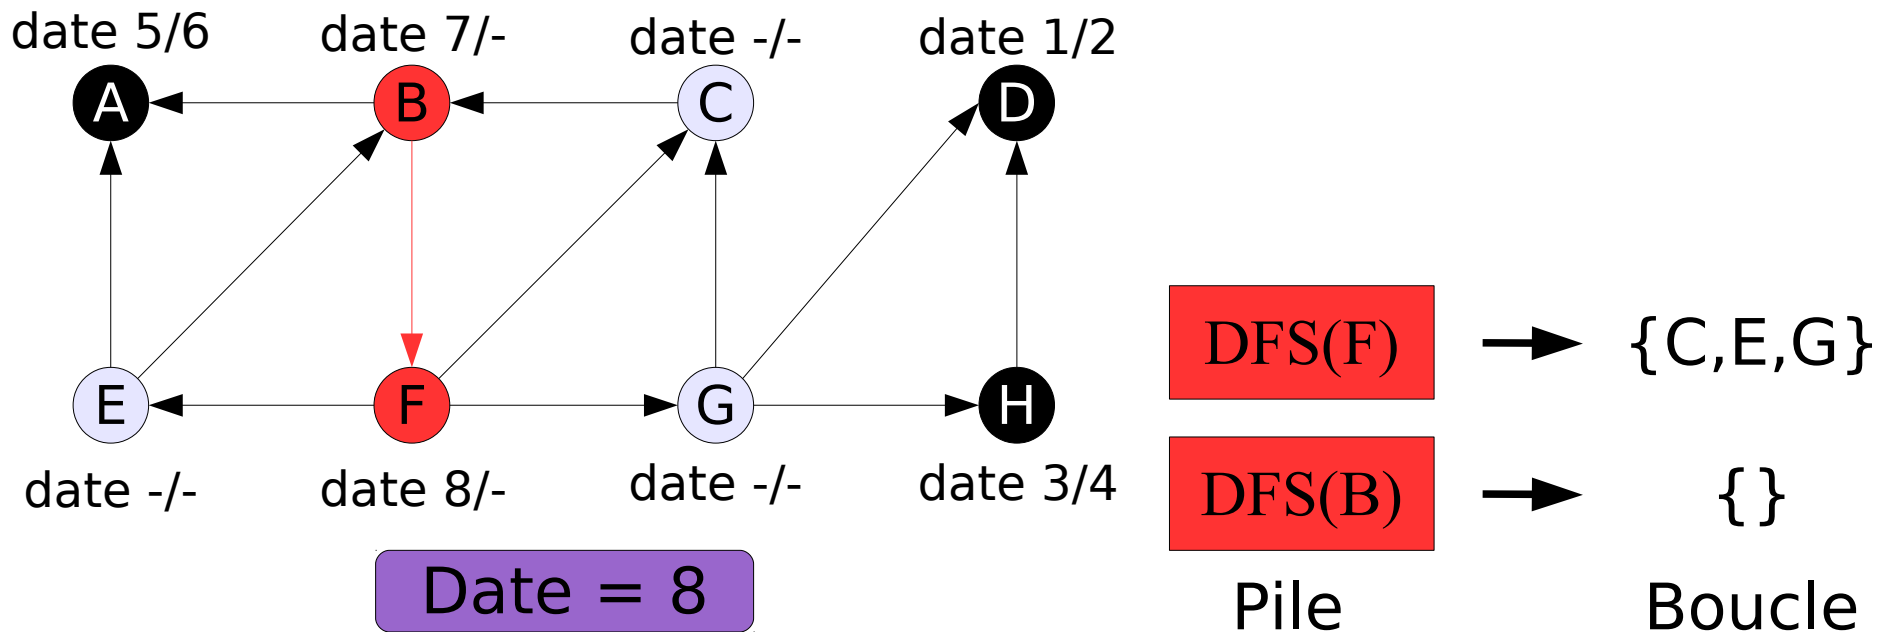 date 5/6
date 7/-
date -/-
date 1/2
A
B
C
D
DFS(F)
{C,E,G}
E
F
G
H
date -/-
date 8/-
date -/-
date 3/4
DFS(B)
{}
Date = 8
Pile
Boucle